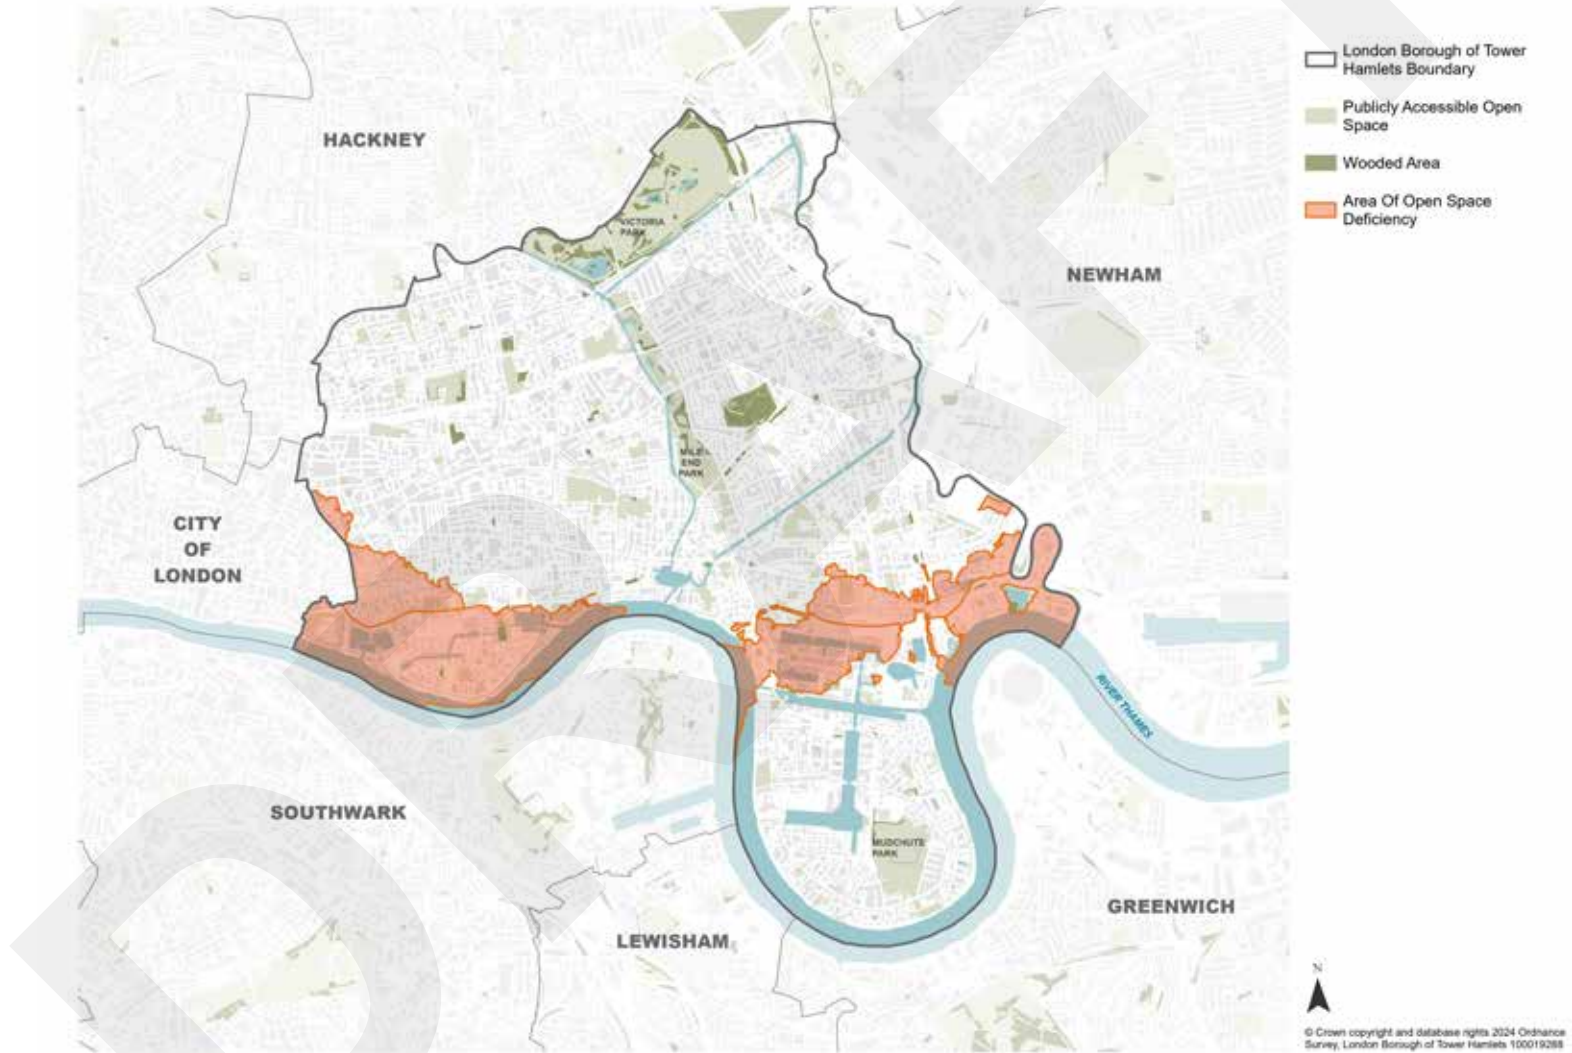 HACKNEY
VICTORIA
PARK
NEWHAM
MILE
END
PARK
CITY
OF
LONDON
RIVER THAMES
SOUTHWARK
MUDCHUTE
PARK
GREENWICH
LEWISHAM
London Borough of Tower
Hamlets Boundary
Publicly Accessible Open
Space
Wooded Area
Area Of Open Space
Deficiency
N
© Crown copyright and database rights 2024 Ordnance
Survey, London Borough of Tower Hamlets 100019288
DRAFT